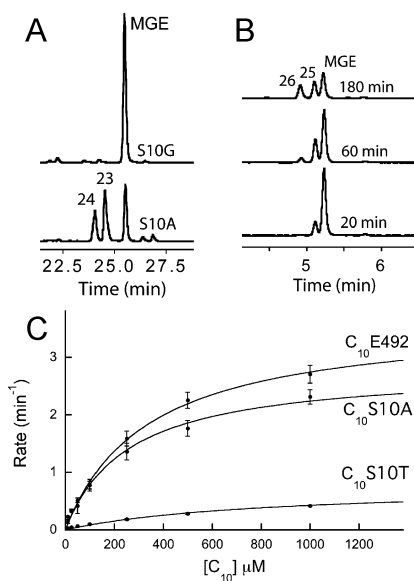 A
MGE
S10G
23
24
S10A
22.5 25.0 27.5
Time (min)
B
MGE
26 25
180 min
60 min
20 min
5 6
Time (min)
C
C10E492
C10S10A
C10S10T
3
2
1
0
Rate (min-1)
0 200 400 600 800 1000 1200
[C10] μM